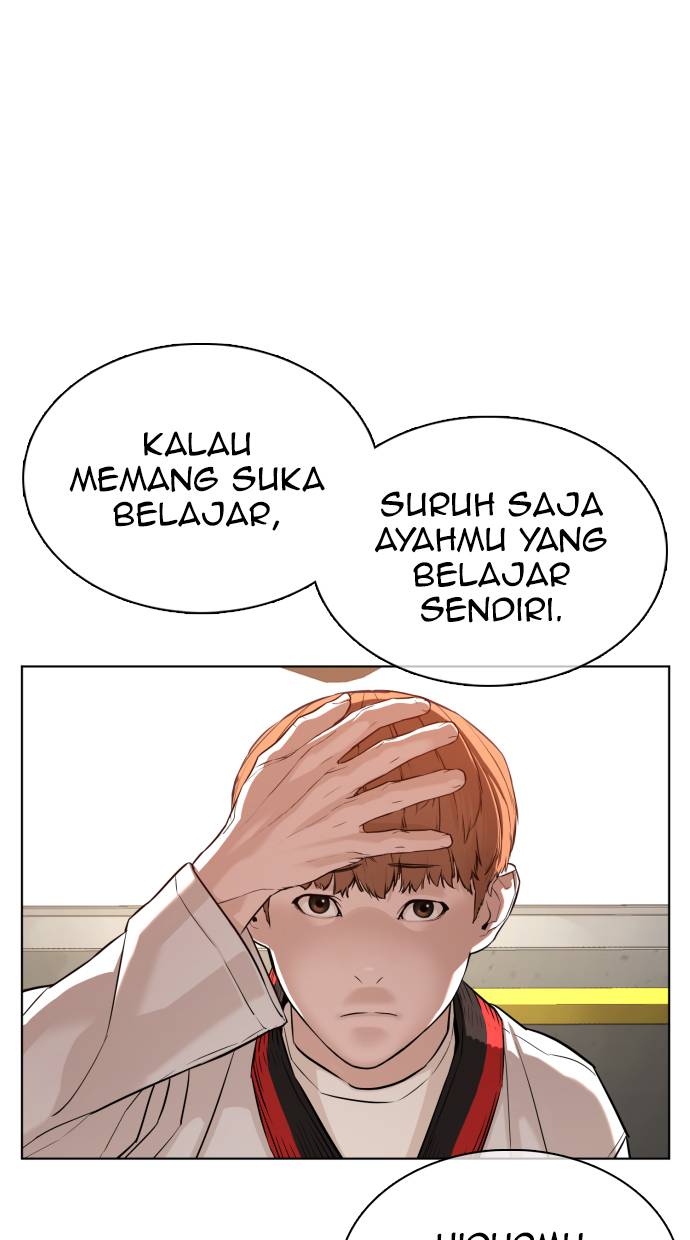 KALAU
MEMANG SUKA
BELAJAR,
SURUH SAJA
AYAHMU YANG
BELAJAR
SENDIRI.